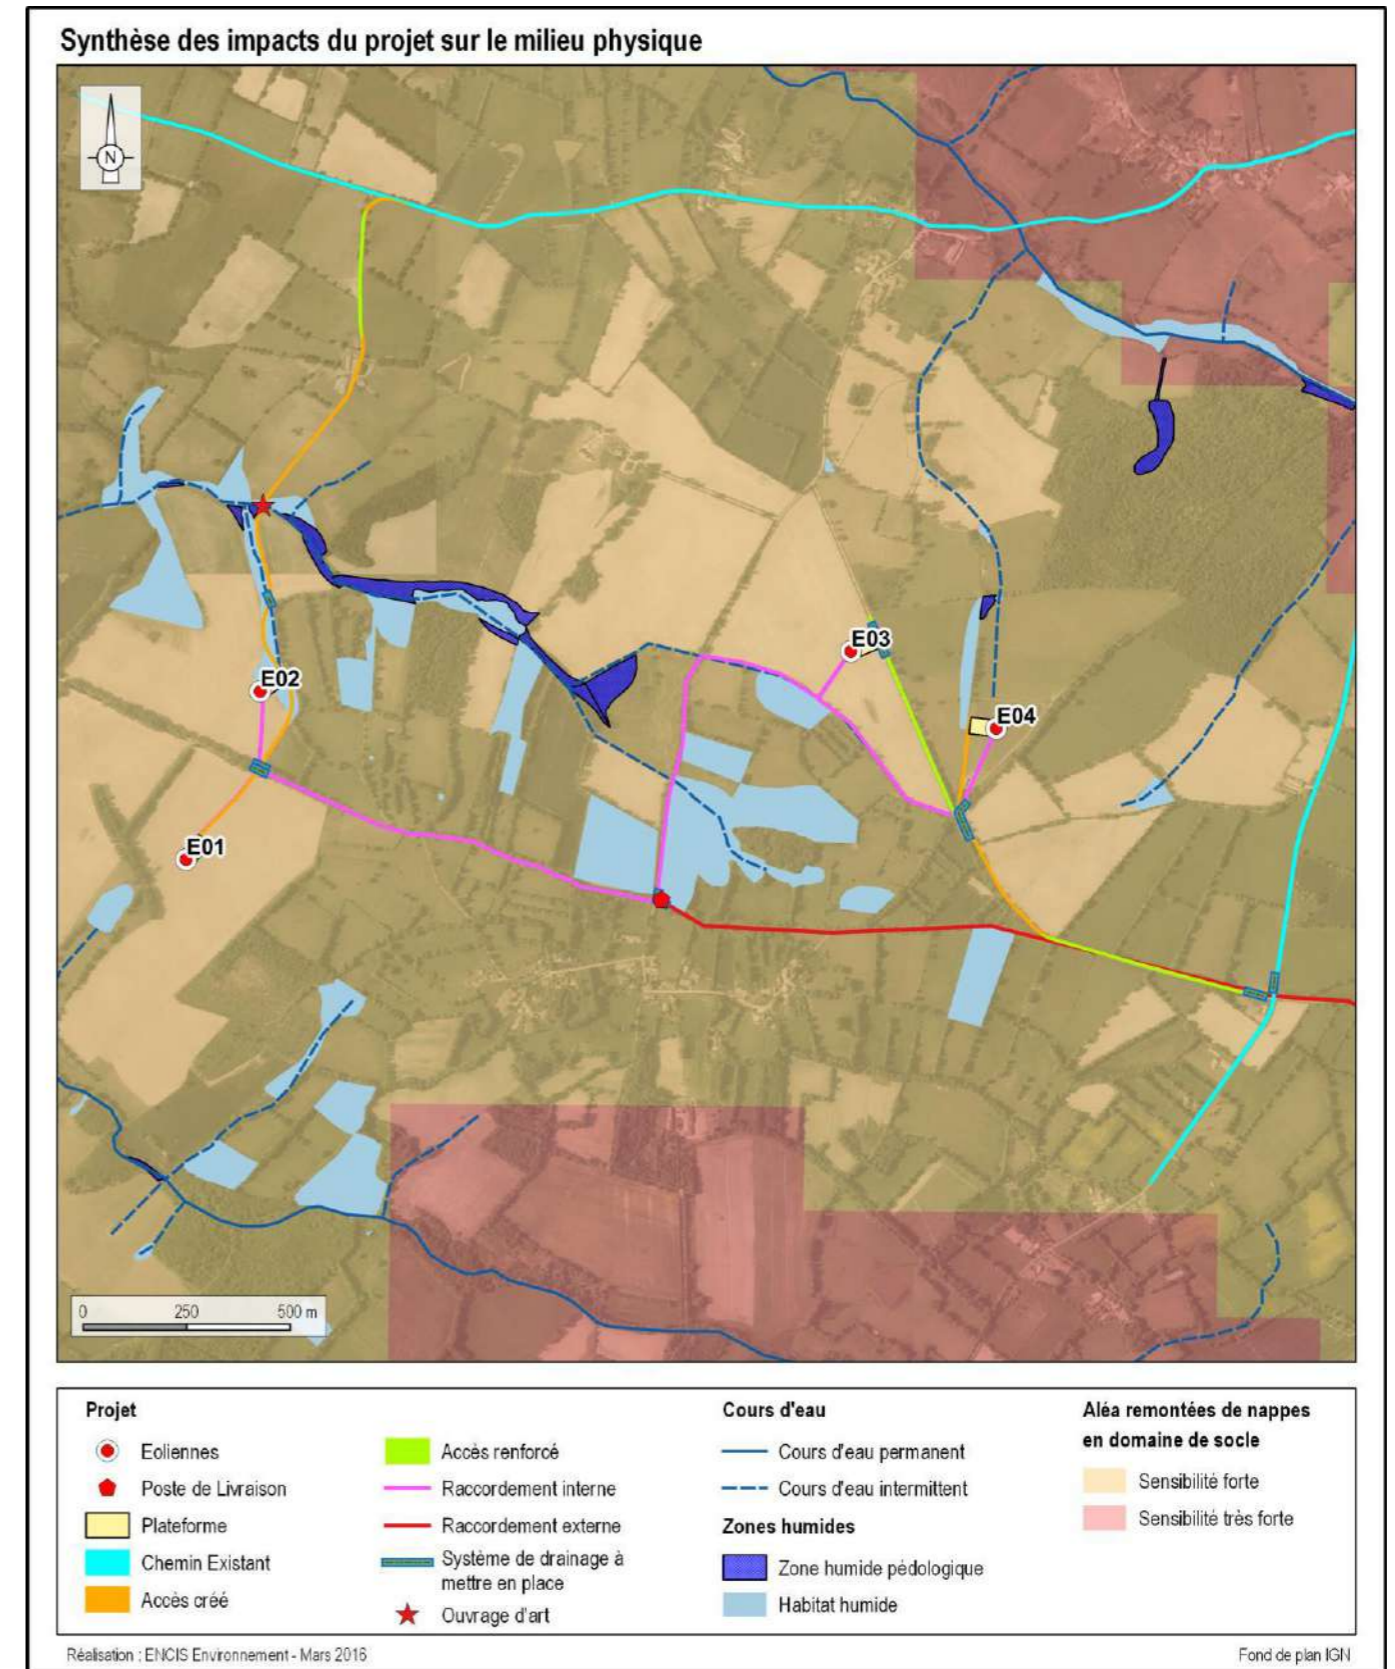 Synthèse des impacts du projet sur le milieu physique
N
E03
E02
E04
E01
0 250 500 m
Projet
Eoliennes
Poste de Livraison
Plateforme
Chemin Existant
Accès créé
Accès renforcé
Raccordement interne
Raccordement externe
Système de drainage à
mettre en place
Ouvrage d'art
Cours d'eau
Cours d'eau permanent
Cours d'eau intermittent
Zones humides
Zone humide pédologique
Habitat humide
Aléa remontées de nappes
en domaine de socle
Sensibilité forte
Sensibilité très forte
Réalisation : ENCIS Environnement - Mars 2016
Fond de plan IGN